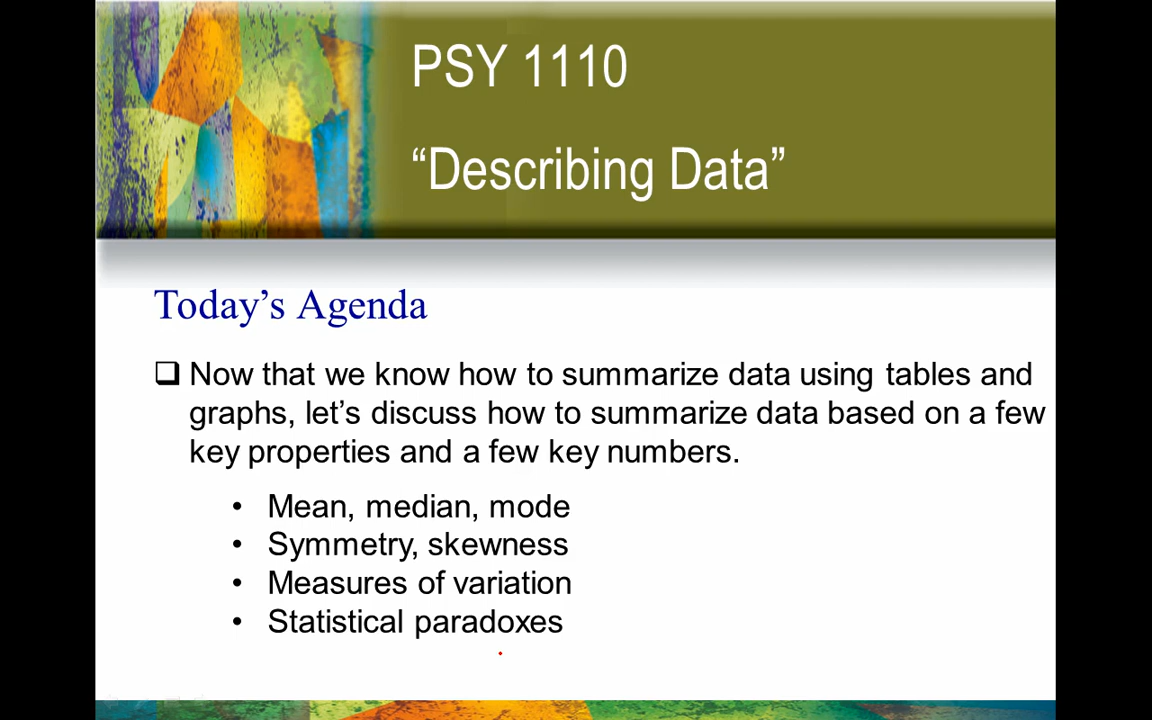 PSY 1110
“Describing Data”
Today’s Agenda
Now that we know how to summarize data using tables and
graphs, let’s discuss how to summarize data based on a few
key properties and a few key numbers.
• Mean, median, mode
• Symmetry, skewness
• Measures of variation
• Statistical paradoxes